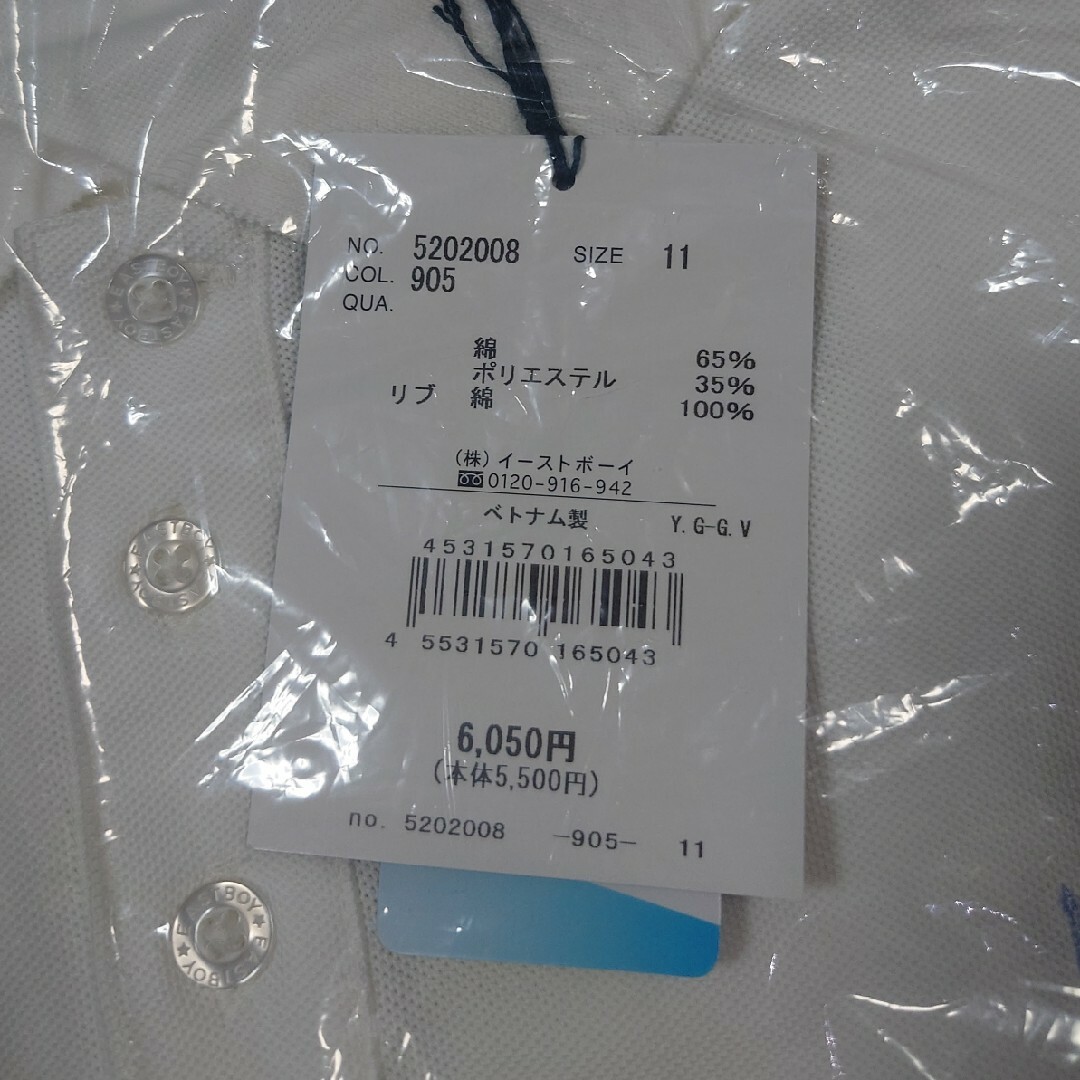 NO. 5202008 SIZE 11
COL. 905
QUA.
綿 65%
ポリエステル 35%
リブ 綿 100%
(株)イーストボーイ
0120-916-942
ベトナム製 Y.G-G.V
4531570165043
4 5531570 165043
6,050円
(本体5,500円)
no. 5202008 -905- 11
BOY★E
BOY★E